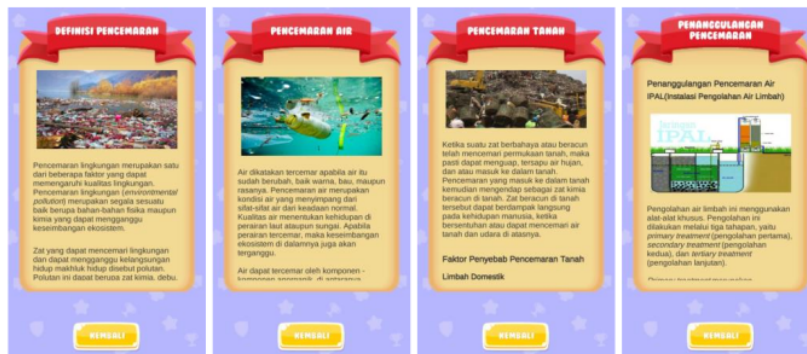 DEFINISI PENCEMARAN
Pencemaran lingkungan merupakan satu
dari beberapa faktor yang dapat
memengaruhi kualitas lingkungan.
Pencemaran lingkungan (environtmental
pollution) merupakan segala sesuatu
baik berupa bahan-bahan fisika maupun
kimia yang dapat mengganggu
keseimbangan ekosistem.
Zat yang dapat mencemari lingkungan
dan dapat mengganggu kelangsungan
hidup makhluk hidup disebut polutan.
Polutan ini dapat berupa zat kimia, debu,
KEMBALI
PENCEMARAN AIR
Air dikatakan tercemar apabila air itu
sudah berubah, baik warna, bau, maupun
rasanya. Pencemaran air merupakan
kondisi air yang menyimpang dari
sifat-sifat air dari keadaan normal.
Kualitas air menentukan kehidupan di
perairan laut ataupun sungai. Apabila
perairan tercemar, maka keseimbangan
ekosistem di dalamnya juga akan
terganggu.
Air dapat tercemar oleh komponen -
komponen anorganik, di antaranya
KEMBALI
PENCEMARAN TANAH
Ketika suatu zat berbahaya atau beracun
telah mencemari permukaan tanah, maka
pasti dapat menguap, tersapu air hujan,
dan atau masuk ke dalam tanah.
Pencemaran yang masuk ke dalam tanah
kemudian mengendap sebagai zat kimia
beracun di tanah. Zat beracun di tanah
tersebut dapat berdampak langsung
pada kehidupan manusia, ketika
bersentuhan atau dapat mencemari air
tanah dan udara di atasnya.
Faktor Penyebab Pencemaran Tanah
Limbah Domestik
KEMBALI
PENANGGULANGAN
PENCEMARAN
Penanggulangan Pencemaran Air
IPAL(Instalasi Pengolahan Air Limbah)
IPAL
Pengolahan air limbah ini menggunakan
alat-alat khusus. Pengolahan ini
dilakukan melalui tiga tahapan, yaitu
primary treatment (pengolahan pertama),
secondary treatment (pengolahan
kedua), dan tertiery treatment
(pengolahan lanjutan).
Primary treatment merupakan
KEMBALI